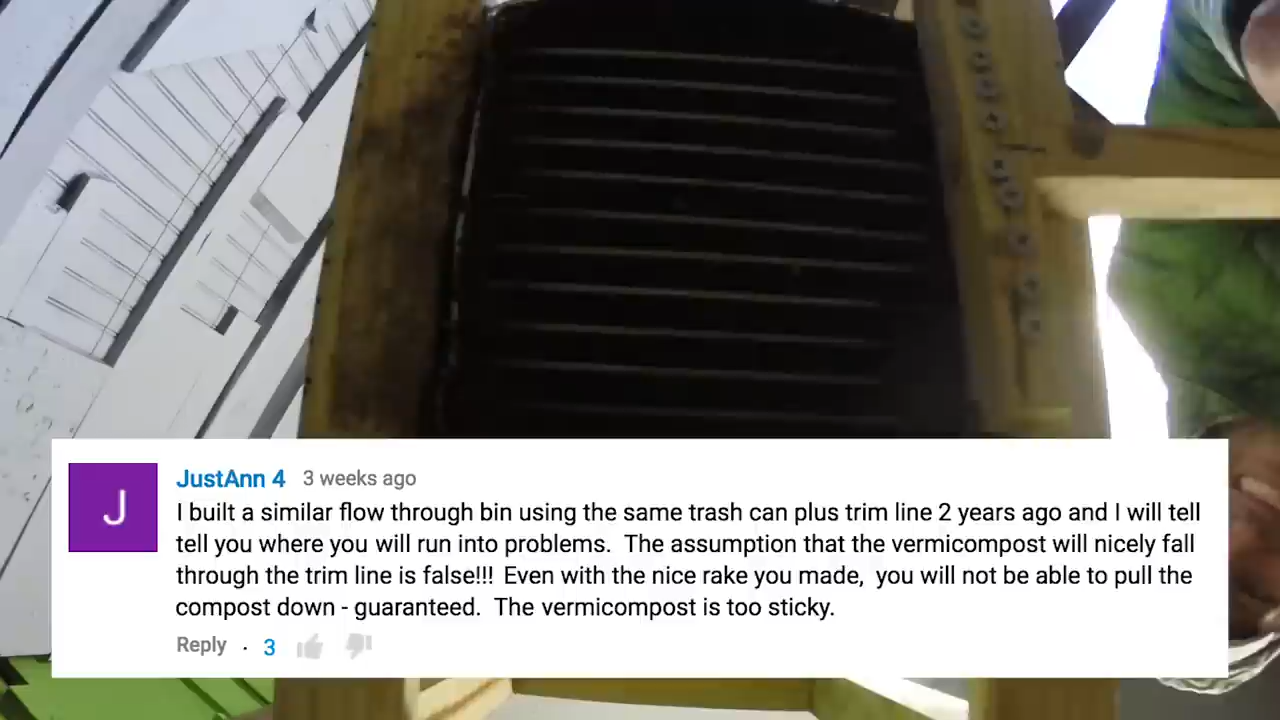 J
JustAnn 4 3 weeks ago
I built a similar flow through bin using the same trash can plus trim line 2 years ago and I will tell
tell you where you will run into problems. The assumption that the vermicompost will nicely fall
through the trim line is false!!! Even with the nice rake you made, you will not be able to pull the
compost down - guaranteed. The vermicompost is too sticky.
Reply · 3